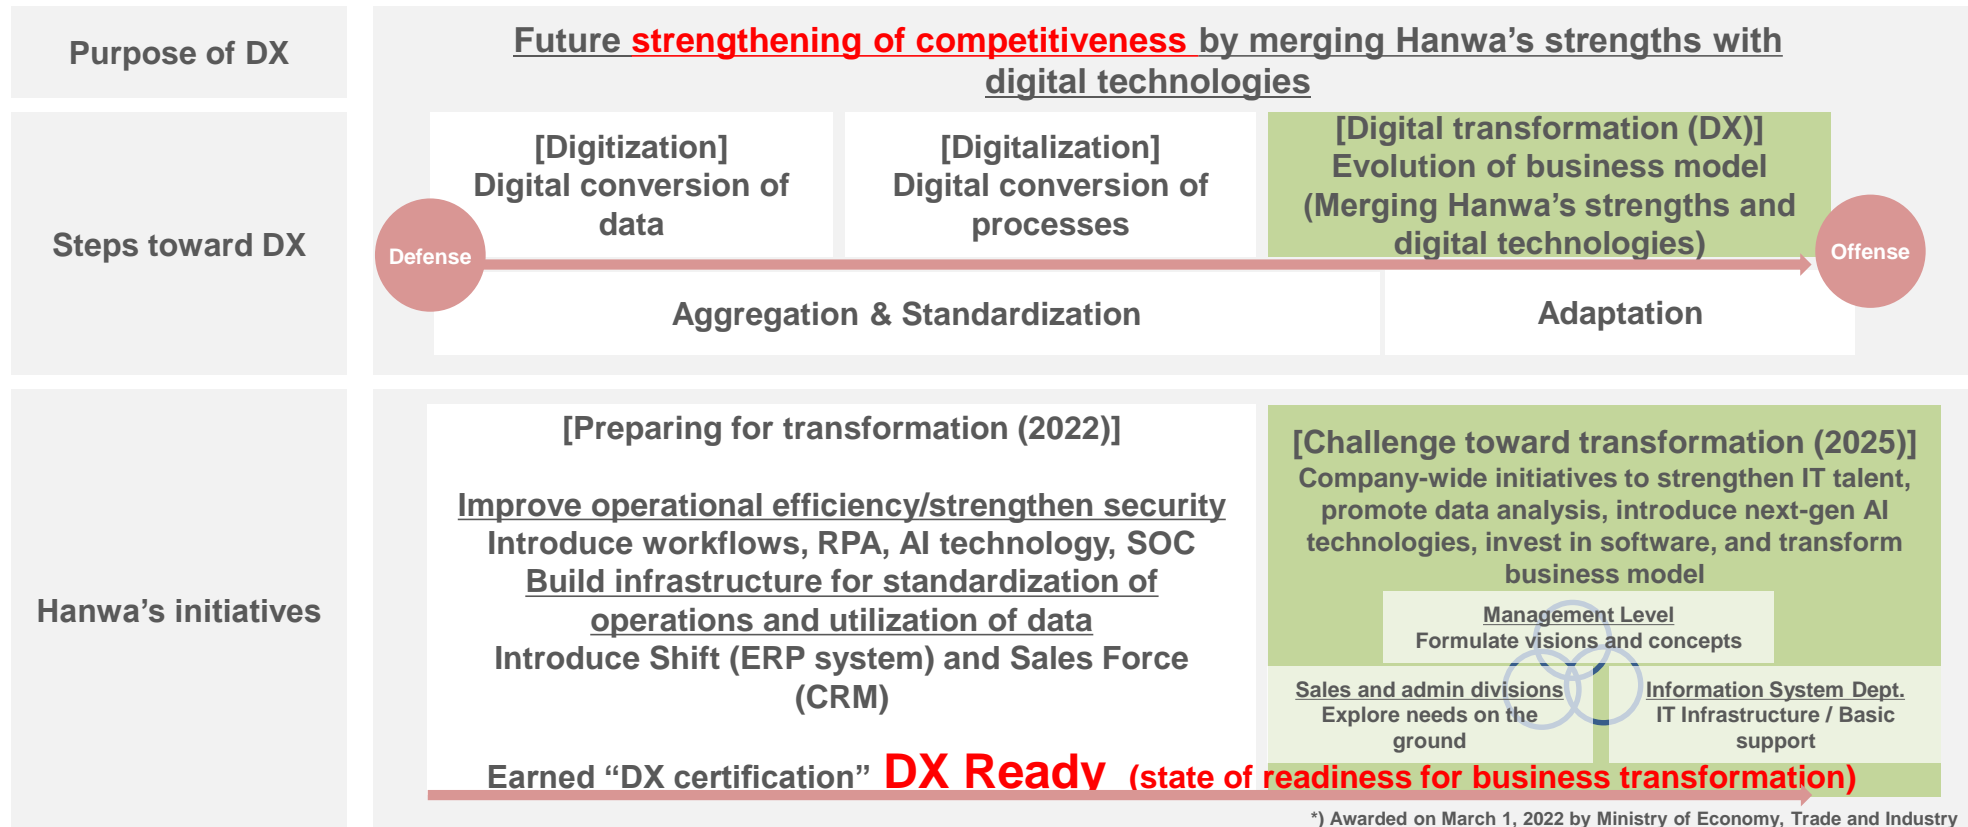 Purpose of DX
Future strengthening of competitiveness by merging Hanwa’s strengths with
digital technologies
Steps toward DX
[Digitization]
Digital conversion of
data
[Digitalization]
Digital conversion of
processes
[Digital transformation (DX)]
Evolution of business model
(Merging Hanwa’s strengths and
digital technologies)
Defense
Offense
Aggregation & Standardization
Adaptation
Hanwa’s initiatives
[Preparing for transformation (2022)]
Improve operational efficiency/strengthen security
Introduce workflows, RPA, AI technology, SOC
Build infrastructure for standardization of
operations and utilization of data
Introduce Shift (ERP system) and Sales Force
(CRM)
[Challenge toward transformation (2025)]
Company-wide initiatives to strengthen IT talent,
promote data analysis, introduce next-gen AI
technologies, invest in software, and transform
business model
Management Level
Formulate visions and concepts
Sales and admin divisions
Explore needs on the
ground
Information System Dept.
IT Infrastructure / Basic
support
Earned “DX certification” DX Ready (state of readiness for business transformation)
*) Awarded on March 1, 2022 by Ministry of Economy, Trade and Industry